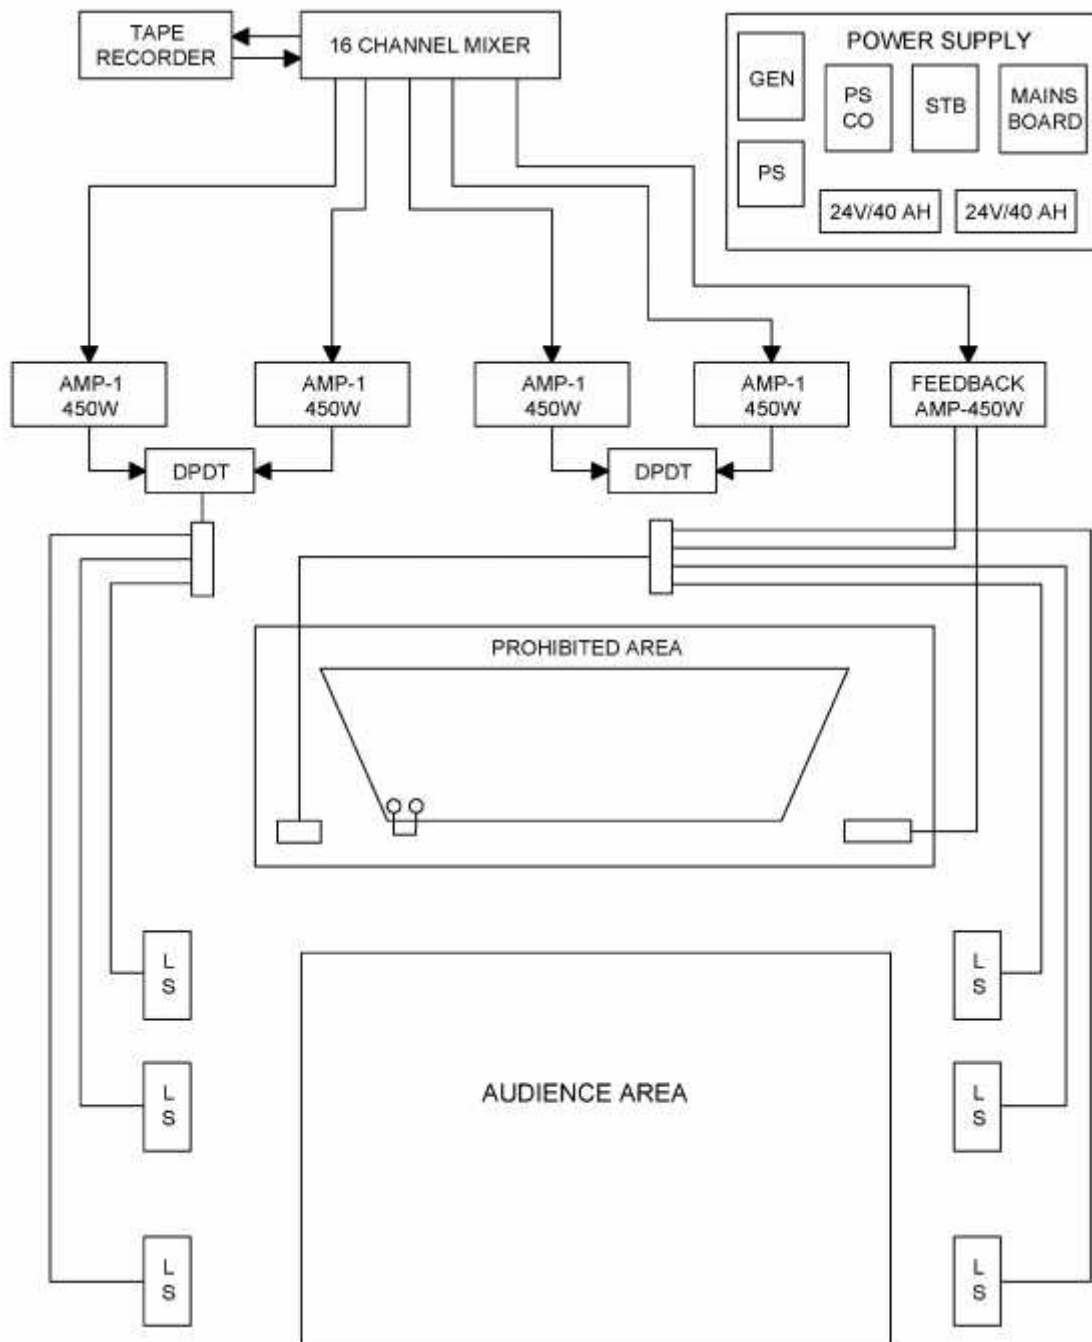 TAPE
RECORDER
16 CHANNEL MIXER
POWER SUPPLY
GEN
PS
CO
STB
MAINS
BOARD
PS
24V/40 AH
24V/40 AH
AMP-1
450W
AMP-1
450W
AMP-1
450W
AMP-1
450W
FEEDBACK
AMP-450W
DPDT
DPDT
PROHIBITED AREA
L
S
L
S
AUDIENCE AREA
L
S
L
S
L
S
L
S